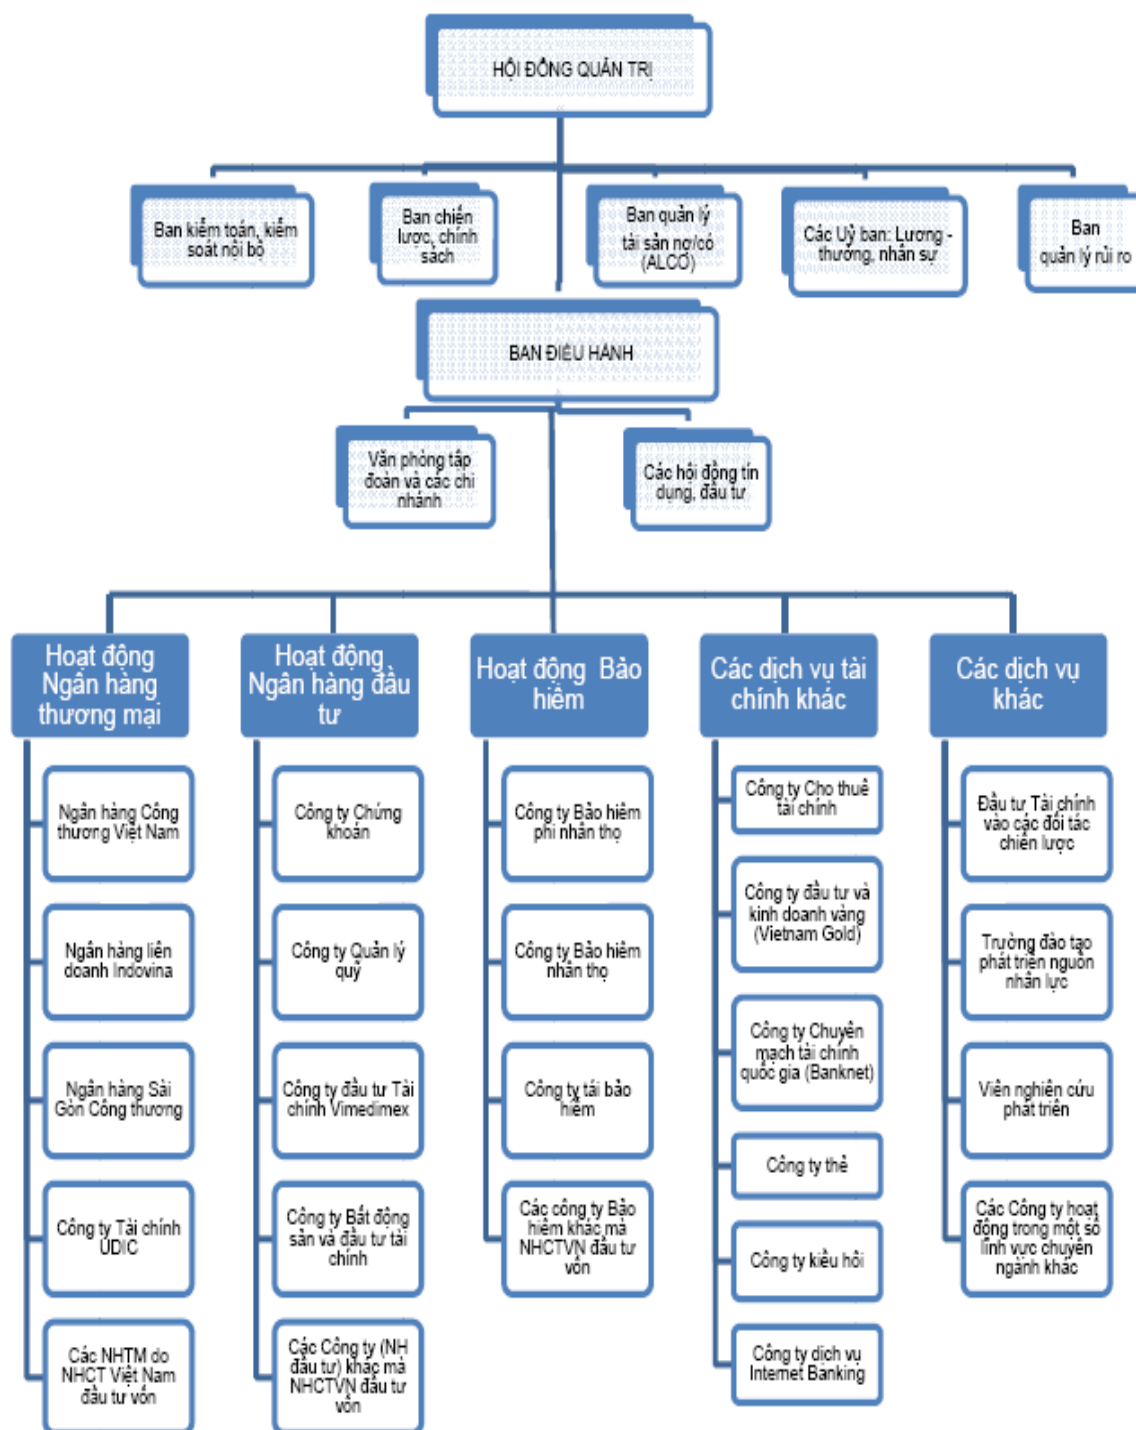 HỘI ĐỒNG QUẢN TRỊ
Ban kiểm toán, kiểm
soát nội bộ
Ban chiến
lược, chính
sách
Ban quản lý
tài sản nợ/có
(ALCO)
Các Uỷ ban: Lương -
thưởng, nhân sự
Ban
quản lý rủi ro
BAN ĐIỀU HÀNH
Văn phòng tập
đoàn và các chi
nhánh
Các hội động tín
dụng, đầu tư
Hoạt động
Ngân hàng
thương mại
Ngân hàng Công
thương Việt Nam
Ngân hàng liên
doanh Indovina
Ngân hàng Sài
Gòn Công thương
Công ty Tài chính
UDIC
Các NHTM do
NHCT Việt Nam
đầu tư vốn
Hoạt động
Ngân hàng đầu
tư
Công ty Chứng
khoán
Công ty Quản lý
quỹ
Công ty đầu tư Tài
chính Vimedimex
Công ty Bất động
sản và đầu tư tài
chính
Các Công ty (NH
đầu tư) khác mà
NHCTVN đầu tư
vốn
Hoạt động Bảo
hiểm
Công ty Bảo hiểm
phi nhân thọ
Công ty Bảo hiểm
nhân thọ
Công ty tái bảo
hiểm
Các công ty Bảo
hiểm khác mà
NHCTVN đầu tư
vốn
Các dịch vụ tài
chính khác
Công ty Cho thuê
tài chính
Công ty đầu tư và
kinh doanh vàng
(Vietnam Gold)
Công ty Chuyển
mạch tài chính
quốc gia (Banknet)
Công ty thẻ
Công ty kiều hối
Công ty dịch vụ
Internet Banking
Các dịch vụ
khác
Đầu tư Tài chính
vào các đối tác
chiến lược
Trường đào tạo
phát triển nguồn
nhân lực
Viện nghiên cứu
phát triển
Các Công ty hoạt
động trong một số
lĩnh vực chuyên
ngành khác